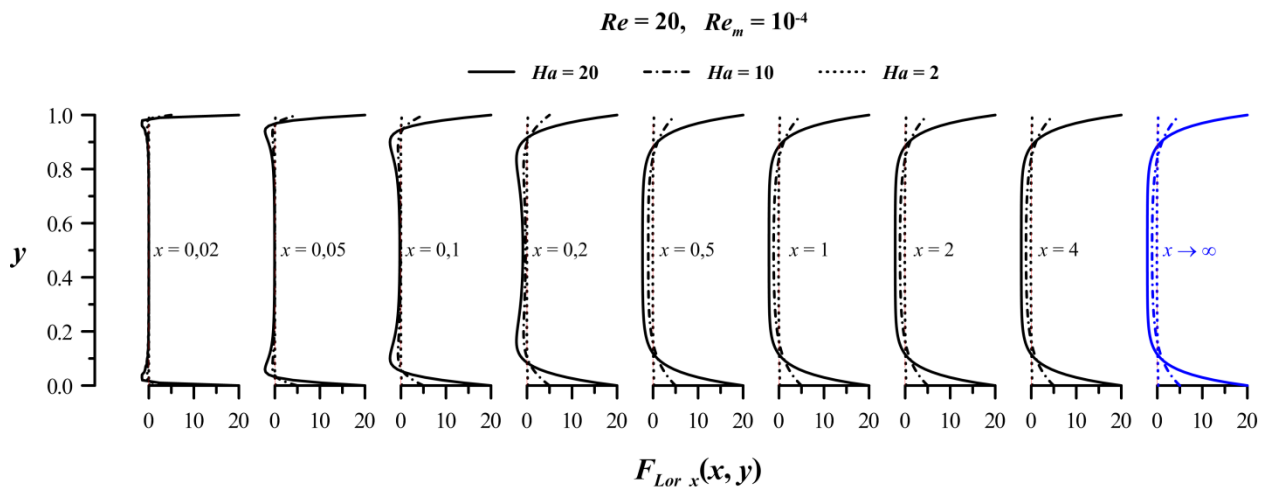 Re = 20, Re_m = 10^-4
Ha = 20 Ha = 10 Ha = 2
1.0
0.8
0.6
0.4
0.2
0.0
y
x = 0,02 x = 0,05 x = 0,1 x = 0,2 x = 0,5 x = 1 x = 2 x = 4 x → ∞
0 10 20 0 10 20 0 10 20 0 10 20 0 10 20 0 10 20 0 10 20 0 10 20 0 10 20
F_Lor x(x, y)